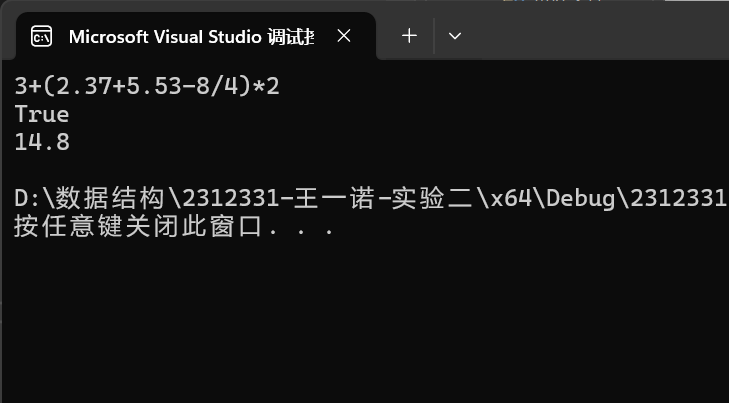 Microsoft Visual Studio 调试
3+(2.37+5.53-8/4)*2
True
14.8
D:\数据结构\2312331-王一诺-实验二\x64\Debug\2312331
按任意键关闭此窗口. . .